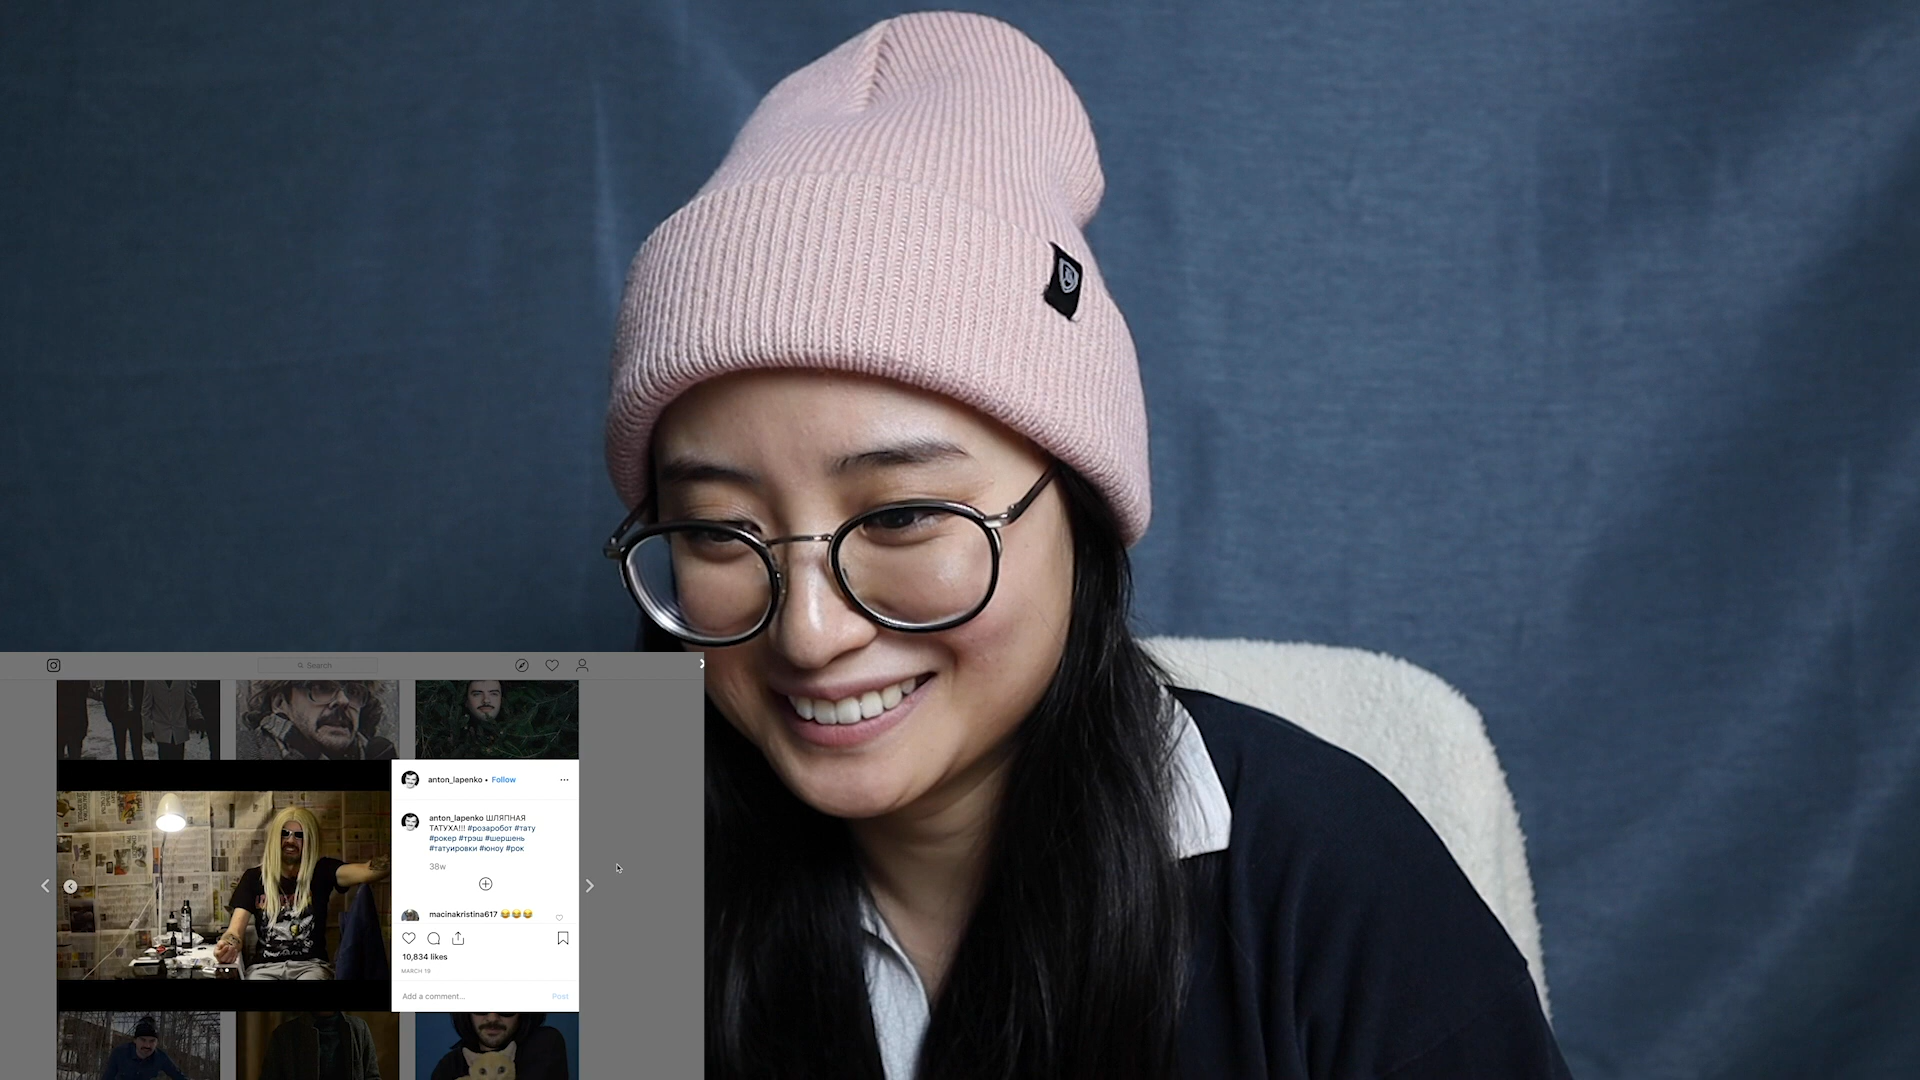 Search
anton_lapenko • Follow
anton_lapenko ШЛЯПНАЯ
ТАТУХА!!! #розаробот #тату
#рокер #трэш #шершень
#татуировки #юноу #рок
38w
macinakristina617 😂😂😂
10,834 likes
MARCH 19
Add a comment...
Post